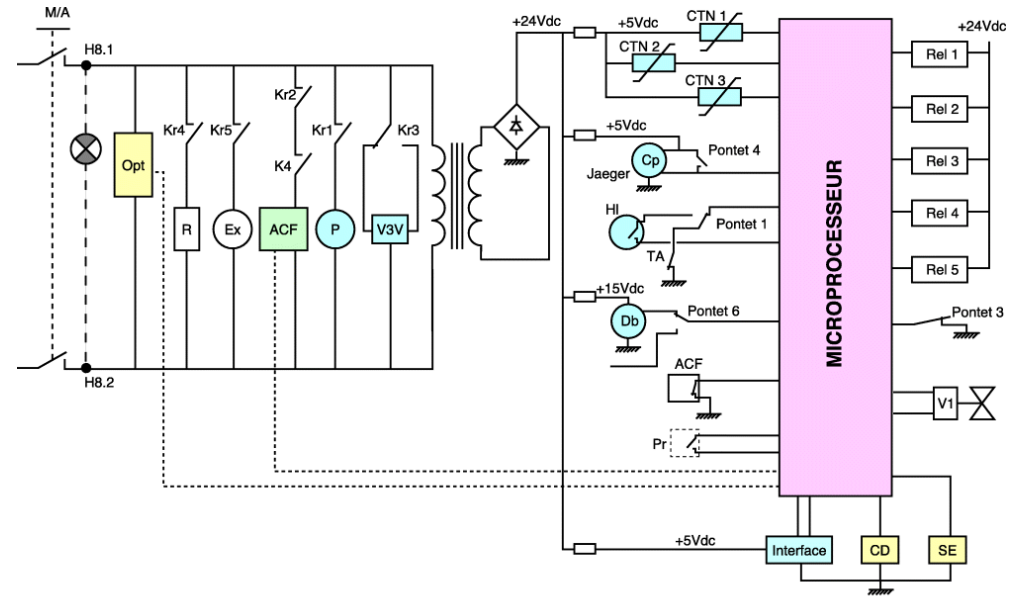 M/A
H8.1
+24Vdc
+5Vdc
CTN 1
+24Vdc
CTN 2
CTN 3
Rel 1
Rel 2
Rel 3
Rel 4
Rel 5
Kr2
Kr4
Kr5
Kr1
Kr3
K4
Opt
R
Ex
ACF
P
V3V
+5Vdc
Cp
Jaeger
Pontet 4
HI
Pontet 1
TA
+15Vdc
Db
Pontet 6
MICROPROCESSEUR
Pontet 3
H8.2
ACF
V1
Pr
+5Vdc
Interface
CD
SE